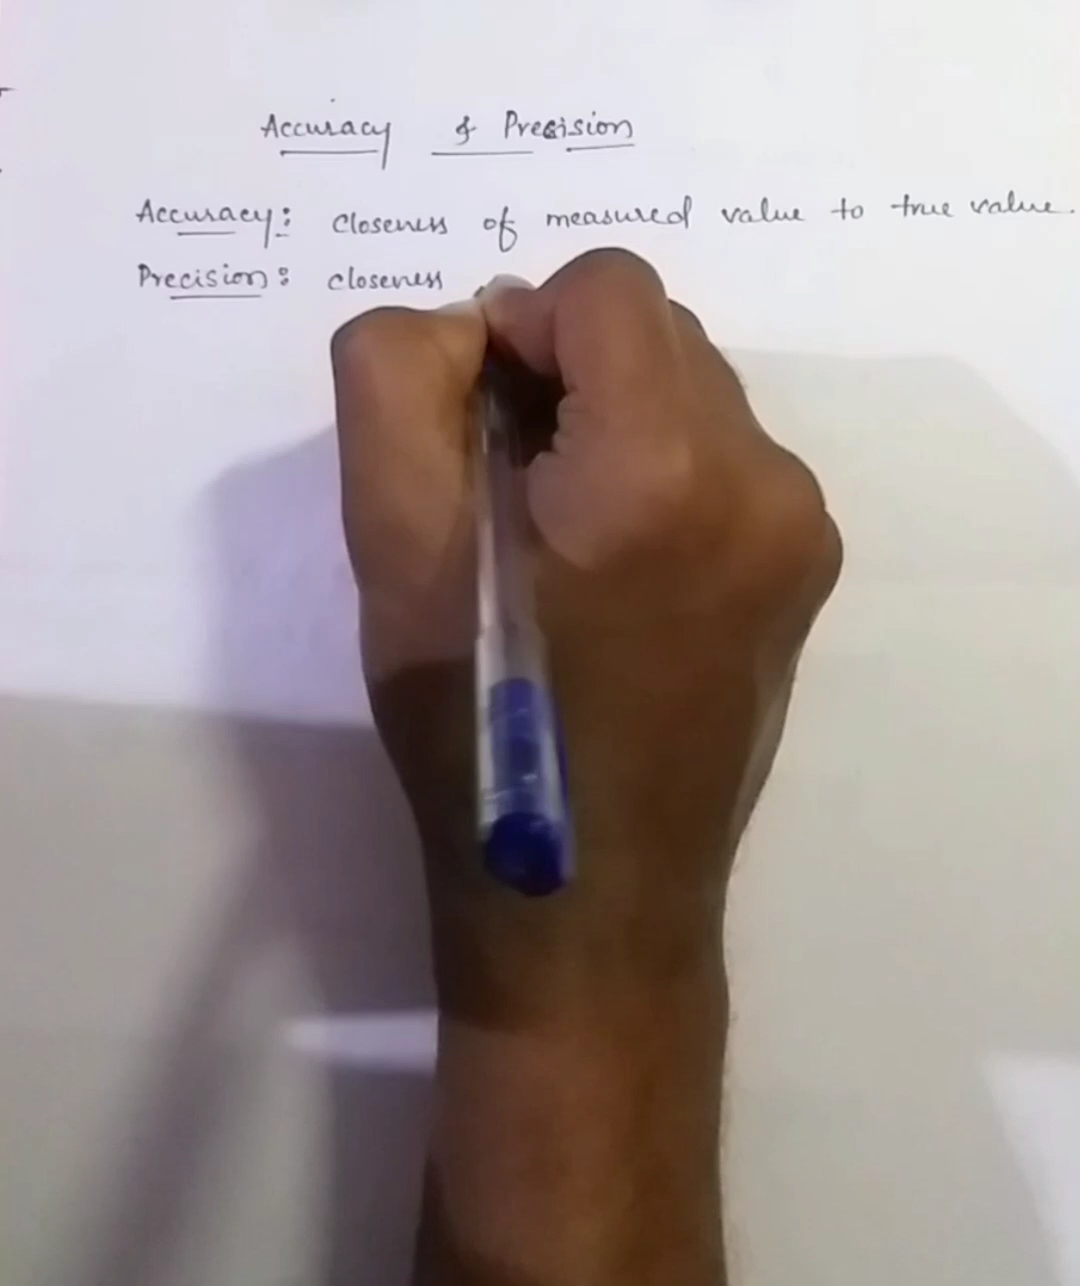 Accuracy & Precision
Accuracy: closeness of measured value to true value.
Precision: closeness